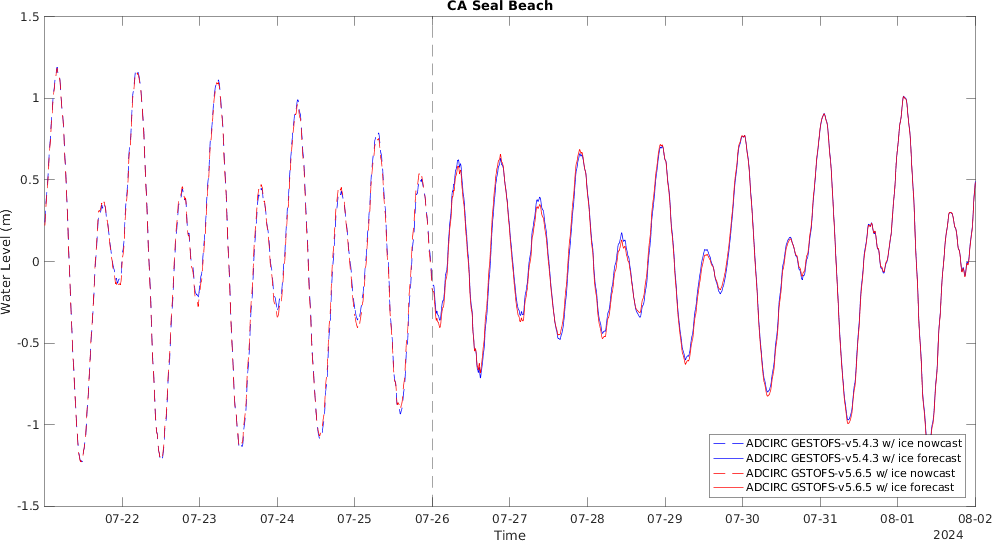 CA Seal Beach
1.5
1
0.5
0
-0.5
-1
-1.5
Water Level (m)
07-22 07-23 07-24 07-25 07-26 07-27 07-28 07-29 07-30 07-31 08-01 08-02
Time
2024
ADCIRC GESTOFS-v5.4.3 w/ ice nowcast
ADCIRC GESTOFS-v5.4.3 w/ ice forecast
ADCIRC GSTOFS-v5.6.5 w/ ice nowcast
ADCIRC GSTOFS-v5.6.5 w/ ice forecast